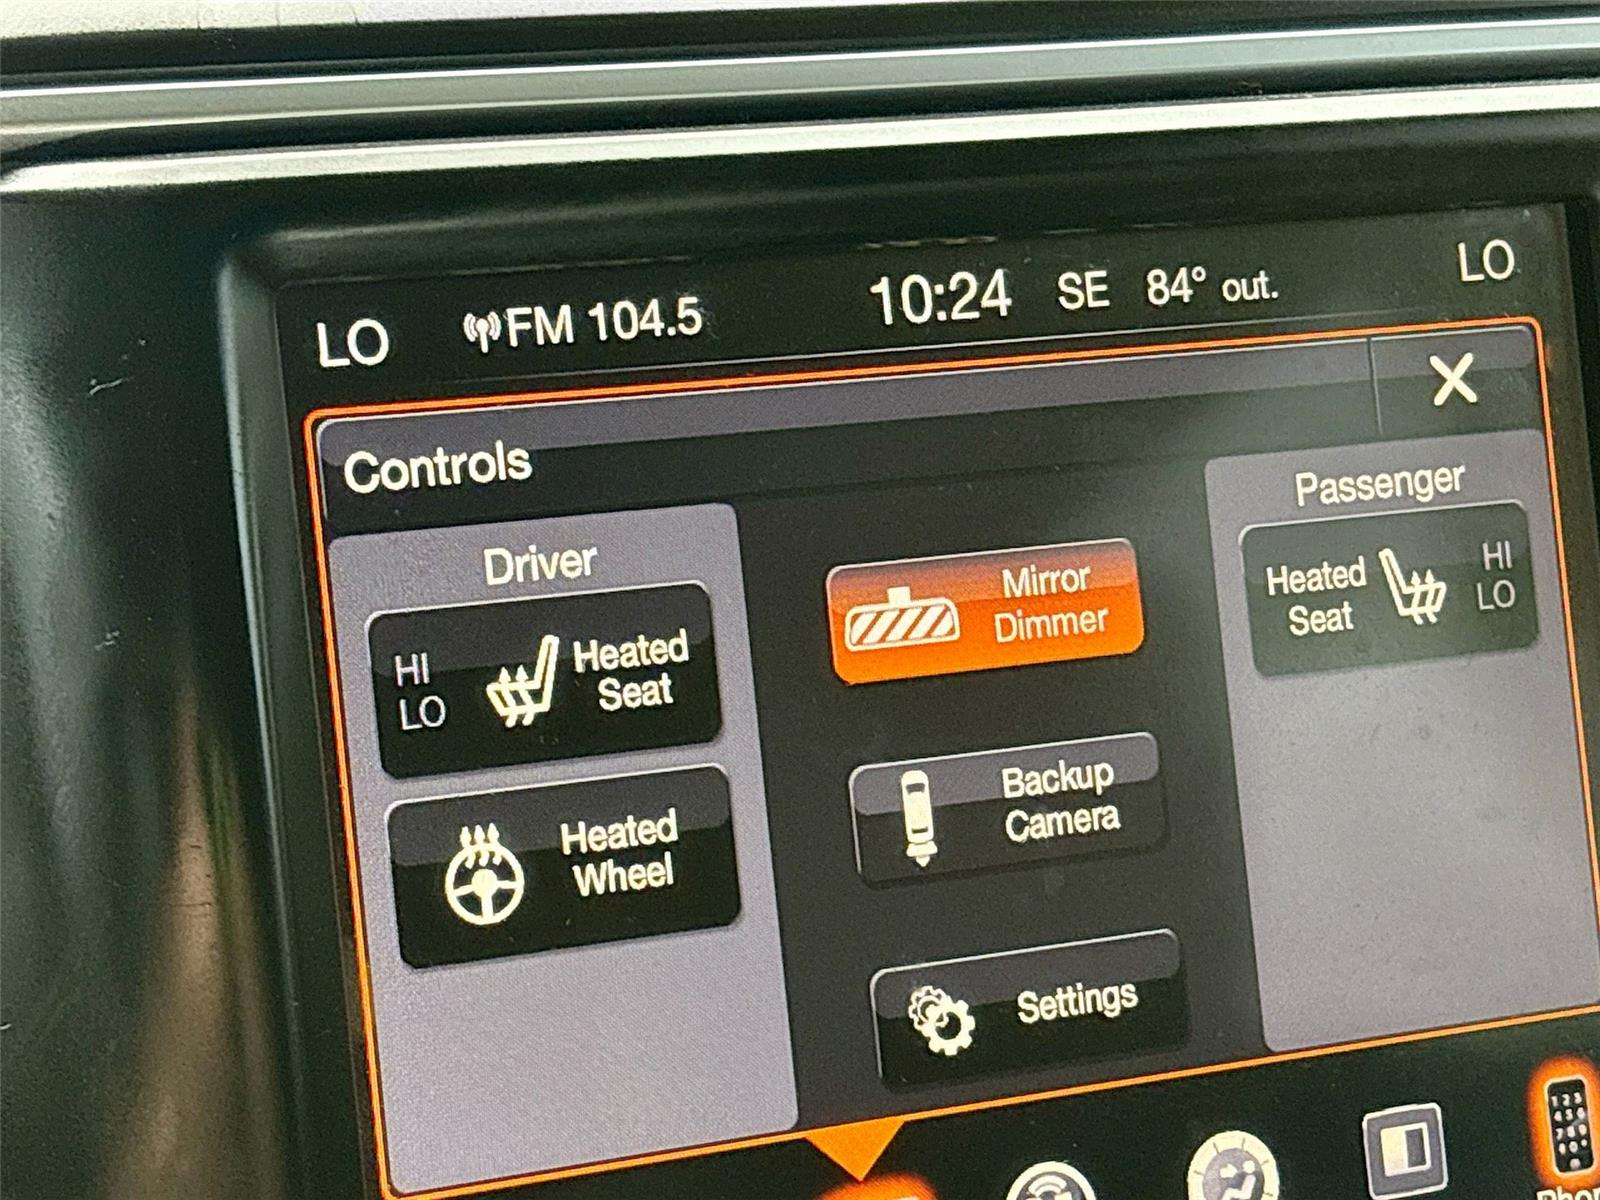 LO FM 104.5 10:24 SE 84° out. LO
Controls
Driver
HI
LO
Heated
Seat
Heated
Wheel
Mirror
Dimmer
Backup
Camera
Settings
Passenger
Heated
Seat
HI
LO